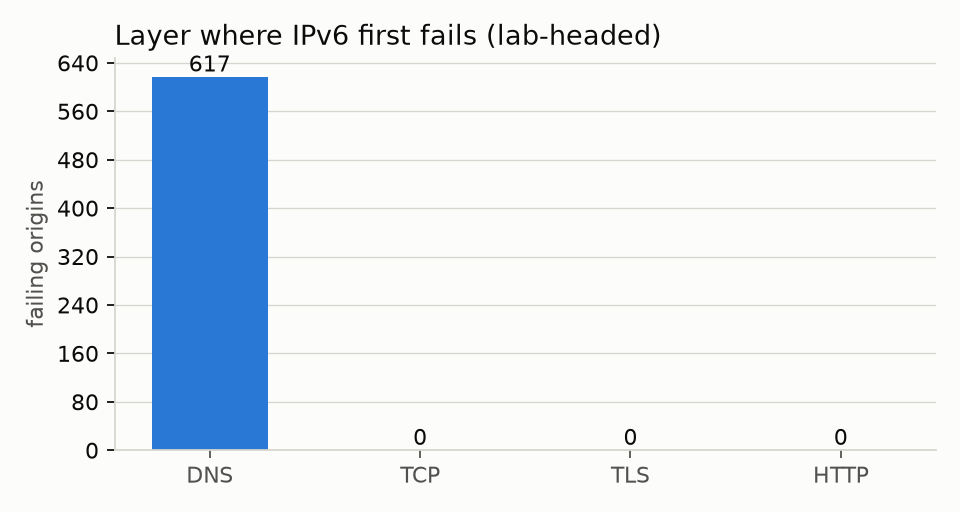 Layer where IPv6 first fails (lab-headed)
640
617
560
480
400
320
240
160
80
0
failing origins
0
0
0
DNS
TCP
TLS
HTTP